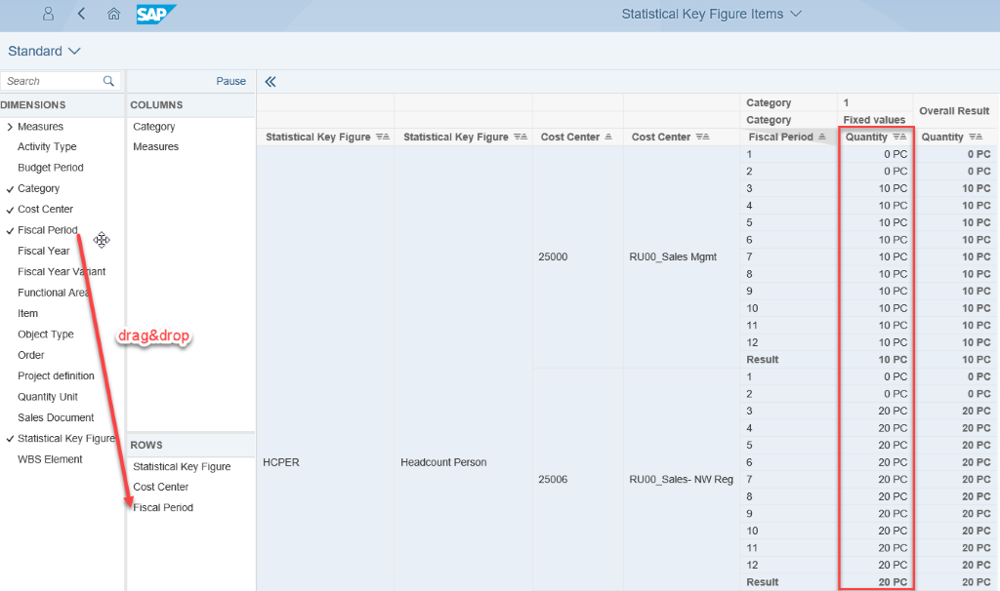 SAP
Statistical Key Figure Items
Standard
Search
Pause
DIMENSIONS
COLUMNS
Measures
Activity Type
Budget Period
Category
Cost Center
Fiscal Period
Fiscal Year
Fiscal Year Variant
Functional Area
Item
Object Type
Order
Project definition
Quantity Unit
Sales Document
Statistical Key Figure
WBS Element
Category
Measures
drag&drop
ROWS
Statistical Key Figure
Cost Center
Fiscal Period
Category 1
Category Fixed values Overall Result
Statistical Key Figure Statistical Key Figure Cost Center Cost Center Fiscal Period Quantity Quantity
HCPER Headcount Person
25000 RU00_Sales Mgmt
1 0 PC 0 PC
2 0 PC 0 PC
3 10 PC 10 PC
4 10 PC 10 PC
5 10 PC 10 PC
6 10 PC 10 PC
7 10 PC 10 PC
8 10 PC 10 PC
9 10 PC 10 PC
10 10 PC 10 PC
11 10 PC 10 PC
12 10 PC 10 PC
Result 10 PC 10 PC
25006 RU00_Sales- NW Reg
1 0 PC 0 PC
2 0 PC 0 PC
3 20 PC 20 PC
4 20 PC 20 PC
5 20 PC 20 PC
6 20 PC 20 PC
7 20 PC 20 PC
8 20 PC 20 PC
9 20 PC 20 PC
10 20 PC 20 PC
11 20 PC 20 PC
12 20 PC 20 PC
Result 20 PC 20 PC